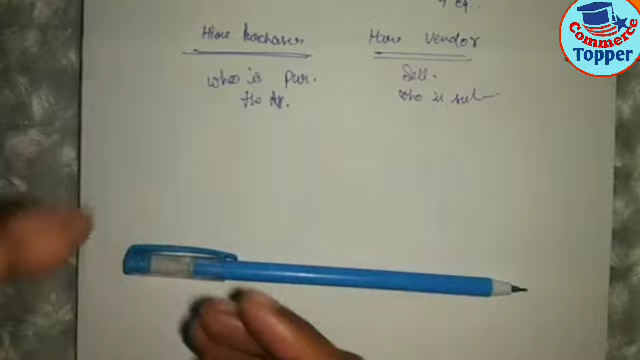 Hire Purchaser
Hire vendor
who is pur.
Sell.
who is sel
Commerce
Topper